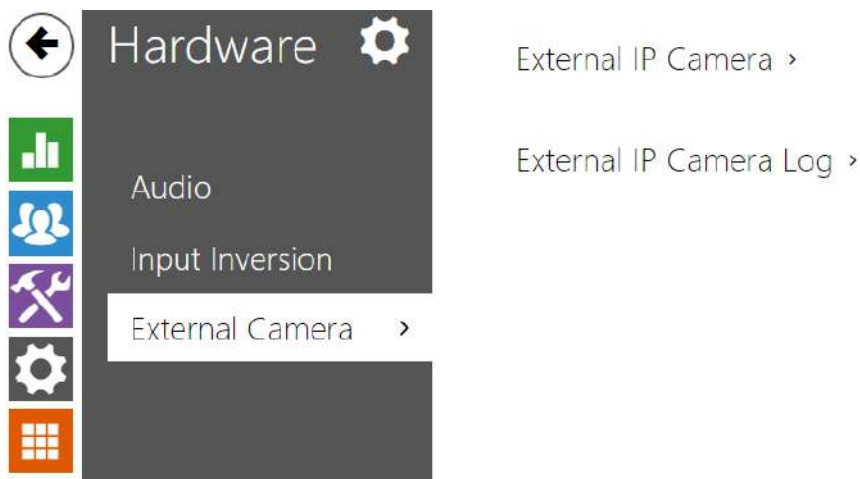 Hardware
Audio
Input Inversion
External Camera ›
External IP Camera ›
External IP Camera Log ›